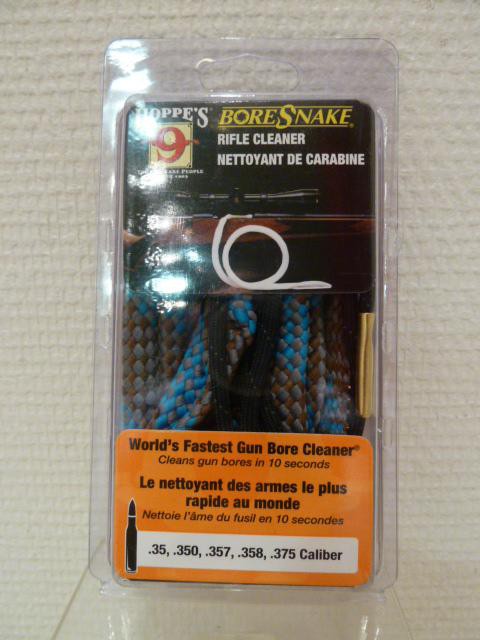 HOPPE'S
9
BORESNAKE®
RIFLE CLEANER
NETTOYANT DE CARABINE
World's Fastest Gun Bore Cleaner®
Cleans gun bores in 10 seconds
Le nettoyant des armes le plus
rapide au monde
Nettoie l'âme du fusil en 10 secondes
.35, .350, .357, .358, .375 Caliber